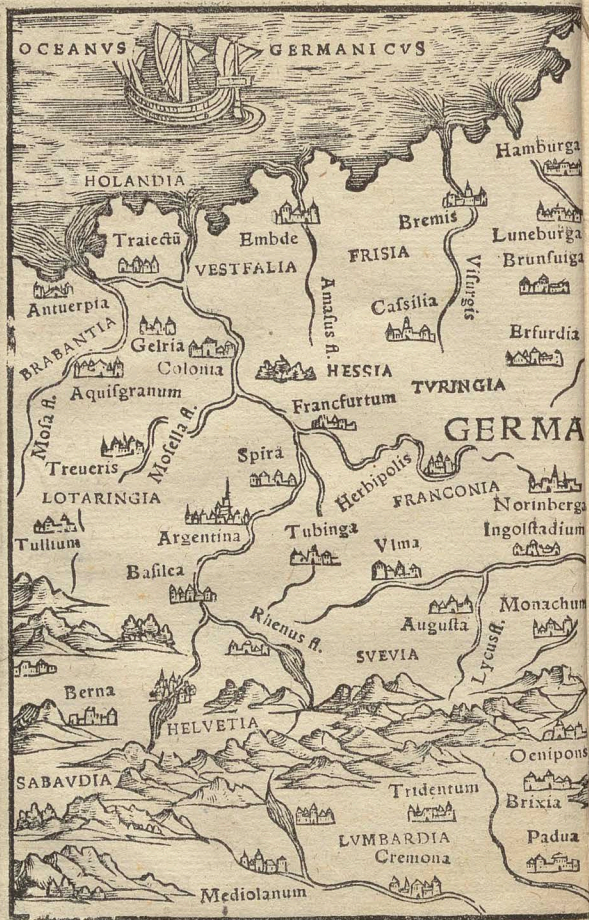 OCEANVS GERMANICVS
Hamburga
HOLANDIA
Bremis
Traiectū
Embde
Luneburga
FRISIA
VESTFALIA
Brunsuiga
Visurgis
Amasus fl.
Antuerpia
Cassilia
BRABANTIA
Gelria
Erfurdia
Colonia
HESSIA
Aquisgranum
TVRINGIA
Francfurtum
Mosa fl.
Mosella fl.
GERMA
Spira
Treueris
Herbipolis
FRANCONIA
LOTARINGIA
Norinberga
Tullium
Argentina
Tubinga
Ingolstadium
Vlma
Basilea
Monachum
Rhenus fl.
Augusta
Lycus fl.
SVEVIA
Berna
HELVETIA
Oenipons
SABAVDIA
Tridentum
Brixia
LVMBARDIA
Padua
Cremona
Mediolanum